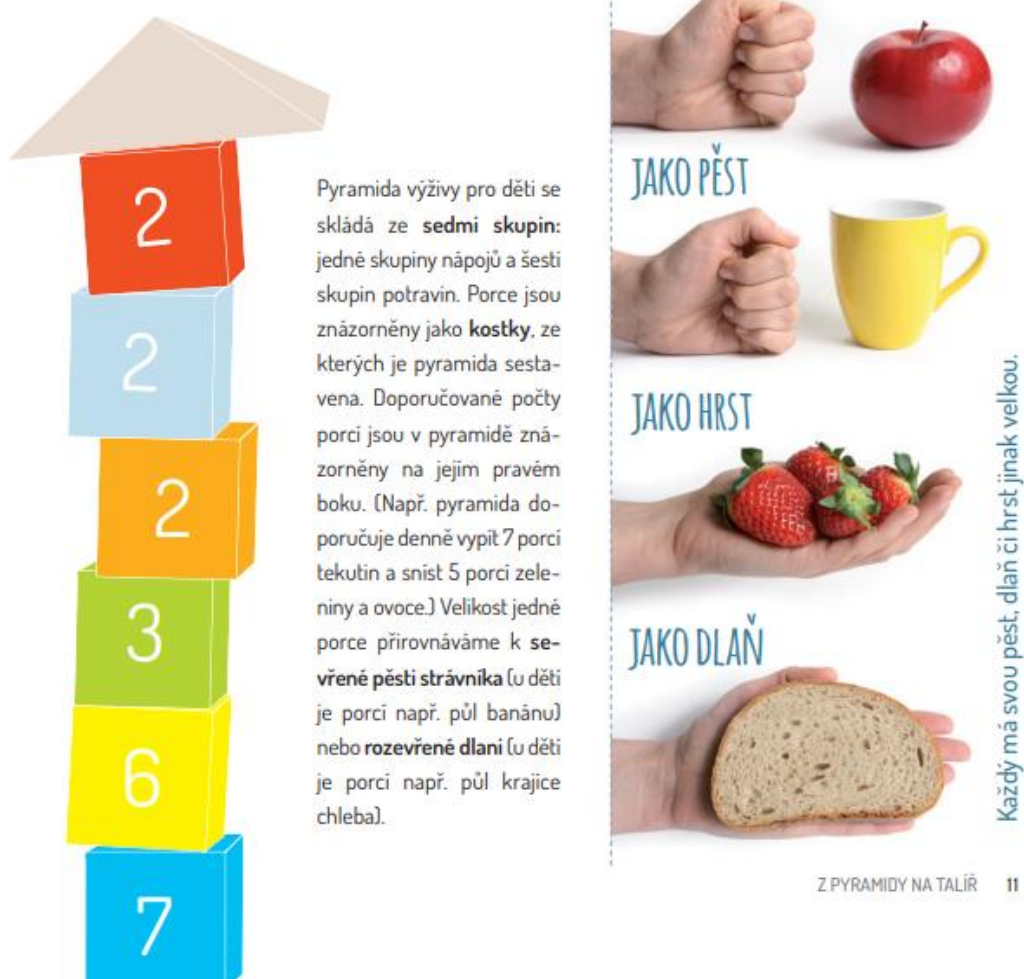 2
2
2
3
6
7
Pyramida výživy pro děti se
skládá ze sedmi skupin:
jedné skupiny nápojů a šesti
skupin potravin. Porce jsou
znázorněny jako kostky, ze
kterých je pyramida sesta-
vena. Doporučované počty
porcí jsou v pyramidě zná-
zorněny na jejím pravém
boku. (Např. pyramida do-
poručuje denně vypít 7 porcí
tekutin a sníst 5 porcí zele-
niny a ovoce.) Velikost jedné
porce přirovnáváme k se-
vřené pěsti strávníka (u dětí
je porcí např. půl banánu)
nebo rozevřené dlani (u dětí
je porcí např. půl krajíce
chleba).
JAKO PĚST
JAKO HRST
JAKO DLAŇ
Každý má svou pěst, dlaň či hrst jinak velkou.
Z PYRAMIDY NA TALÍŘ 11